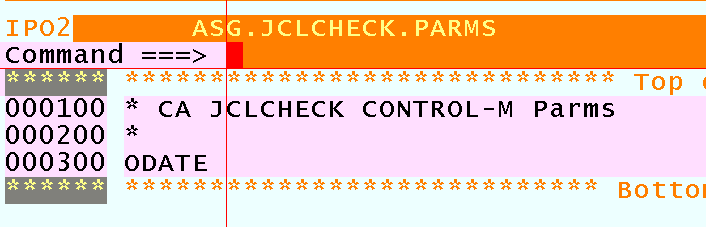 IPO2 ASG.JCLCHECK.PARMS
Command ===>
****** ***************************** Top
000100 * CA JCLCHECK CONTROL-M Parms
000200 *
000300 ODATE
****** **************************** Botto